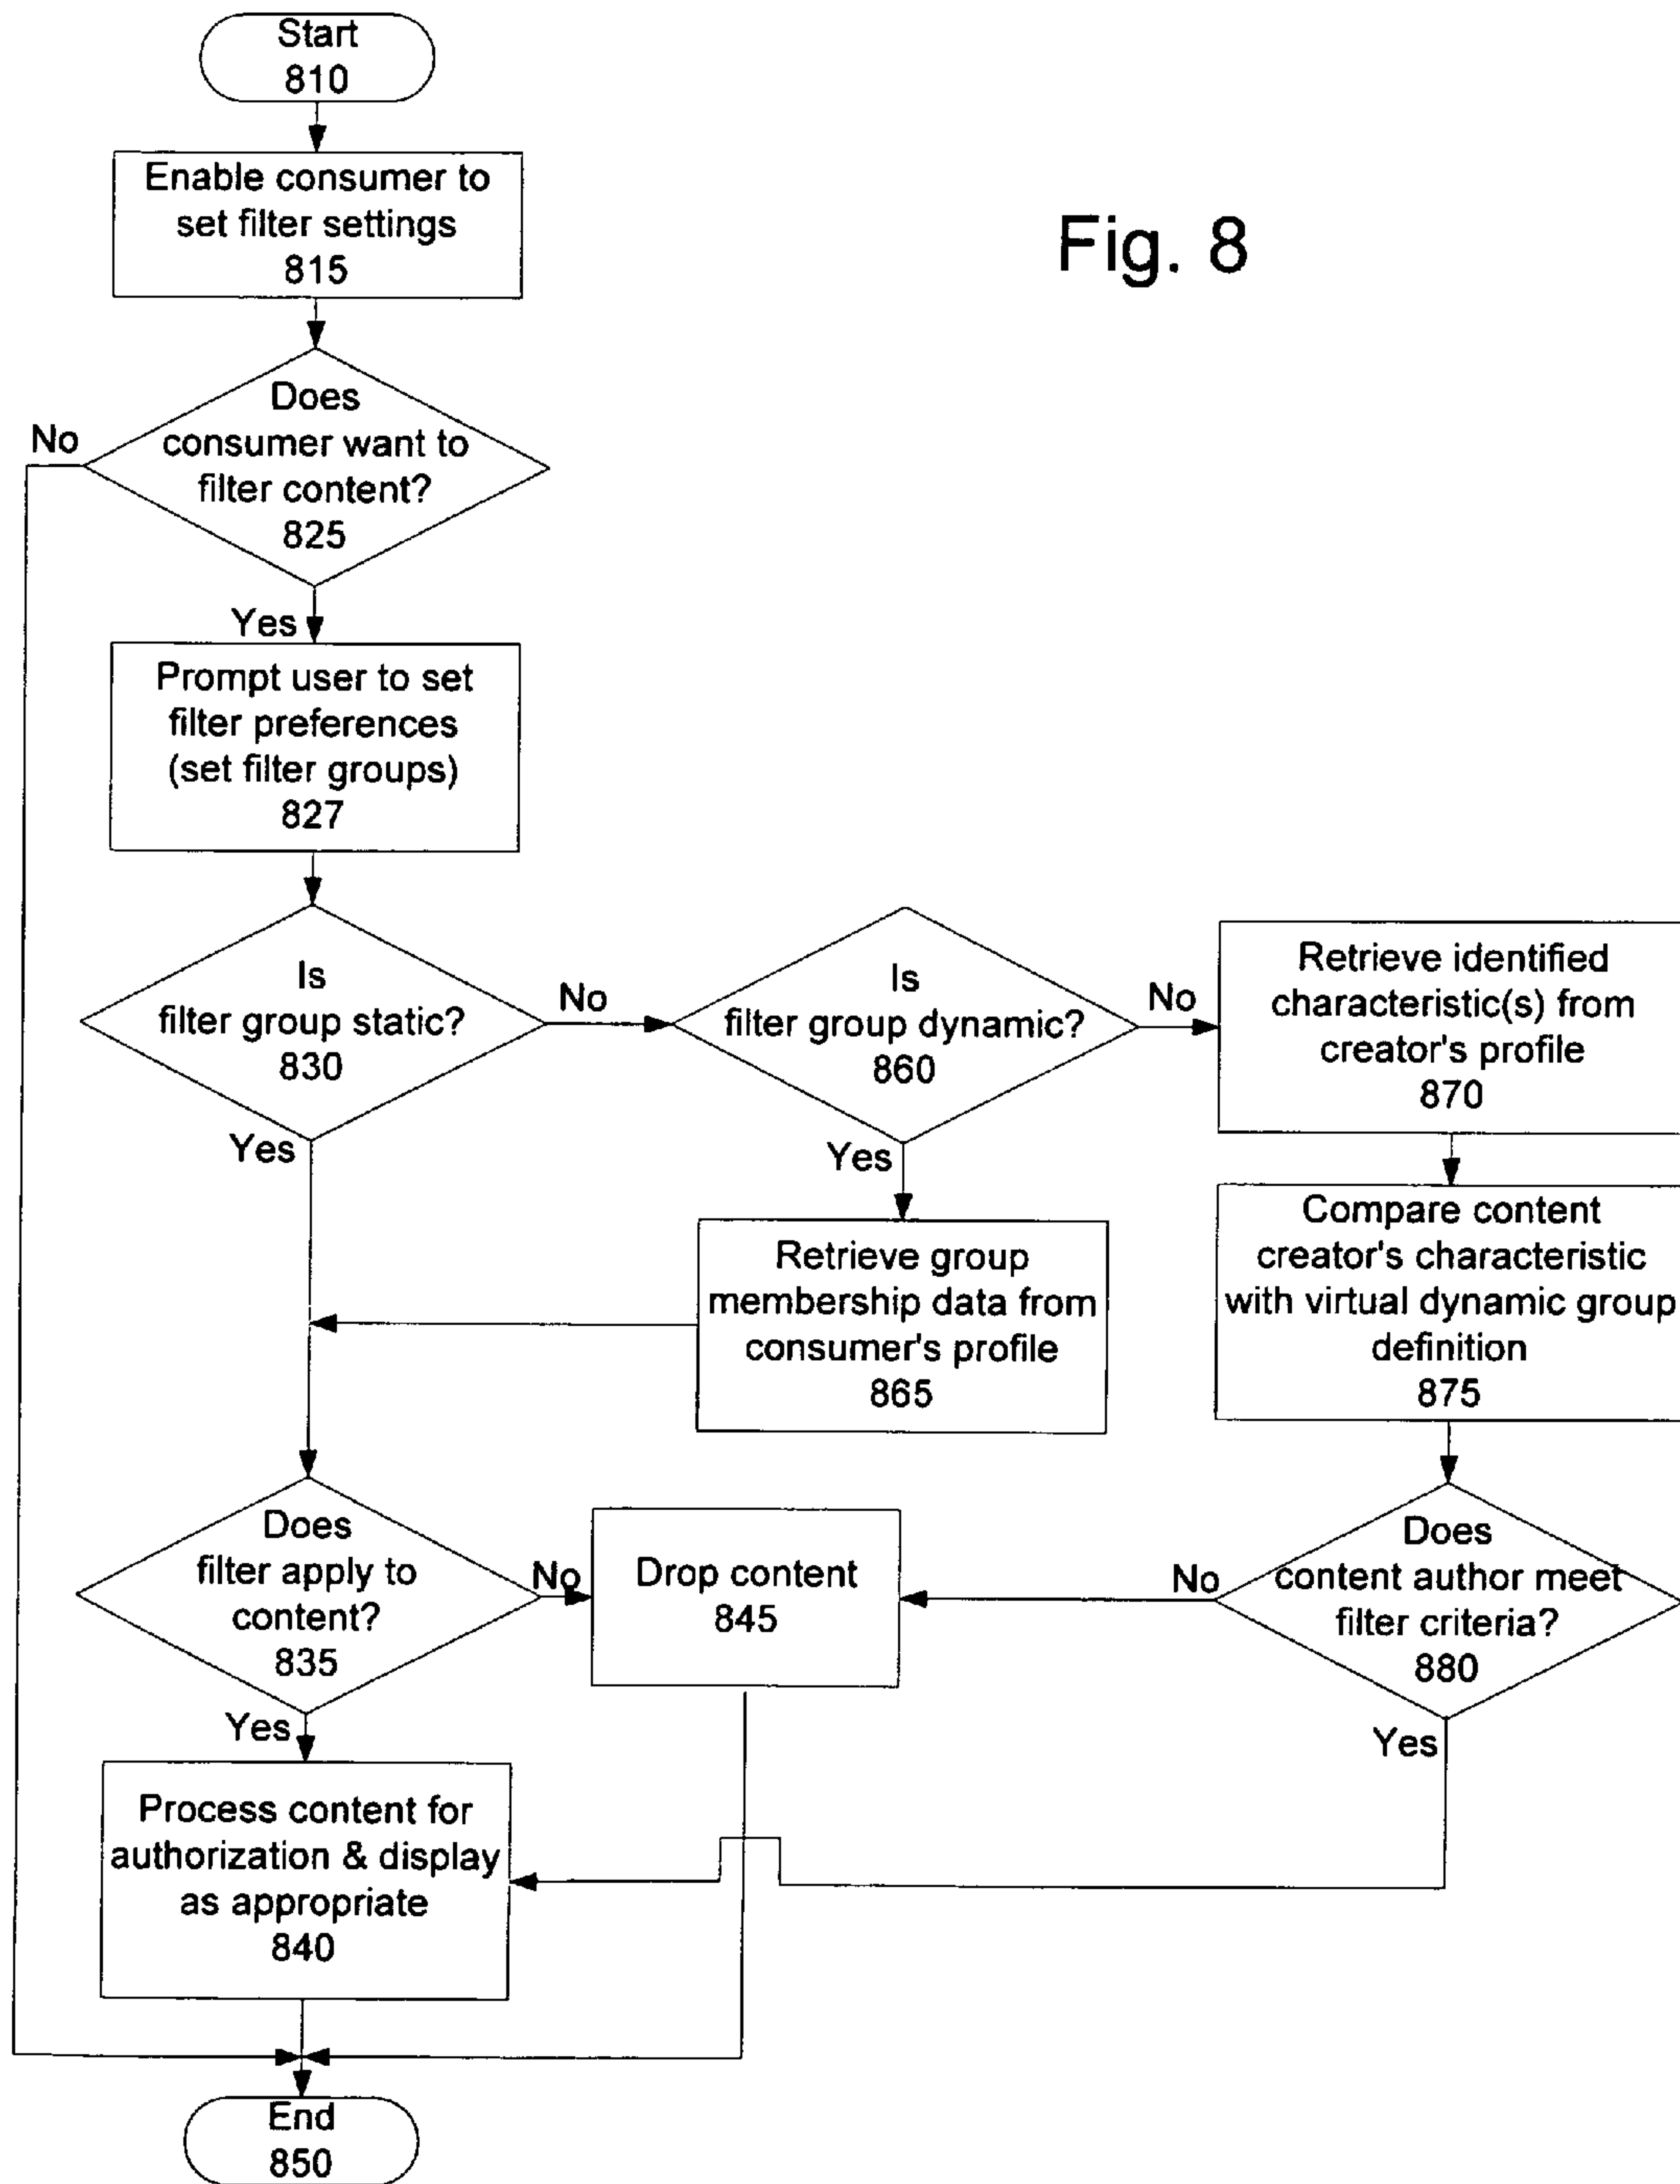 Start
810
Enable consumer to
set filter settings
815
Fig. 8
Does
consumer want to
filter content?
825
No
Yes
Prompt user to set
filter preferences
(set filter groups)
827
Is
filter group static?
830
No
Yes
Is
filter group dynamic?
860
No
Yes
Retrieve identified
characteristic(s) from
creator's profile
870
Retrieve group
membership data from
consumer's profile
865
Compare content
creator's characteristic
with virtual dynamic group
definition
875
Does
filter apply to
content?
835
No
Yes
Drop content
845
Does
content author meet
filter criteria?
880
No
Yes
Process content for
authorization & display
as appropriate
840
End
850